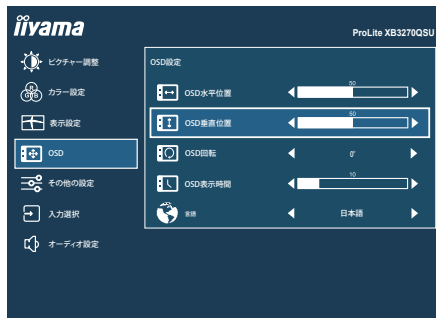 iiyama
ProLite XB3270QSU
ピクチャー調整
カラー設定
表示設定
OSD
その他の設定
入力選択
オーディオ設定
OSD設定
OSD水平位置
50
OSD垂直位置
50
OSD回転
0°
OSD表示時間
10
言語
日本語